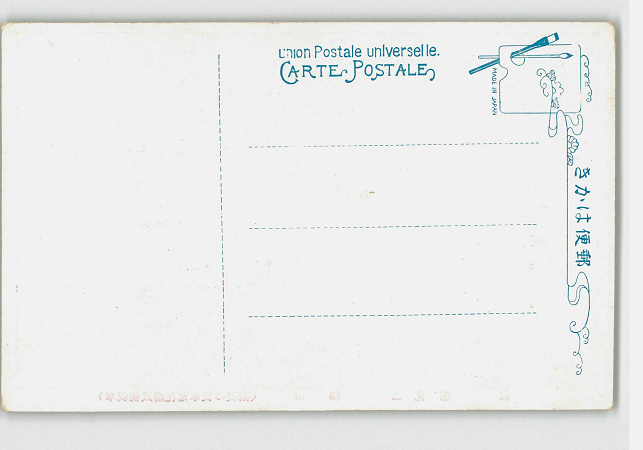 Union Postale universelle.
CARTE POSTALE
MADE IN JAPAN
きかは便郵